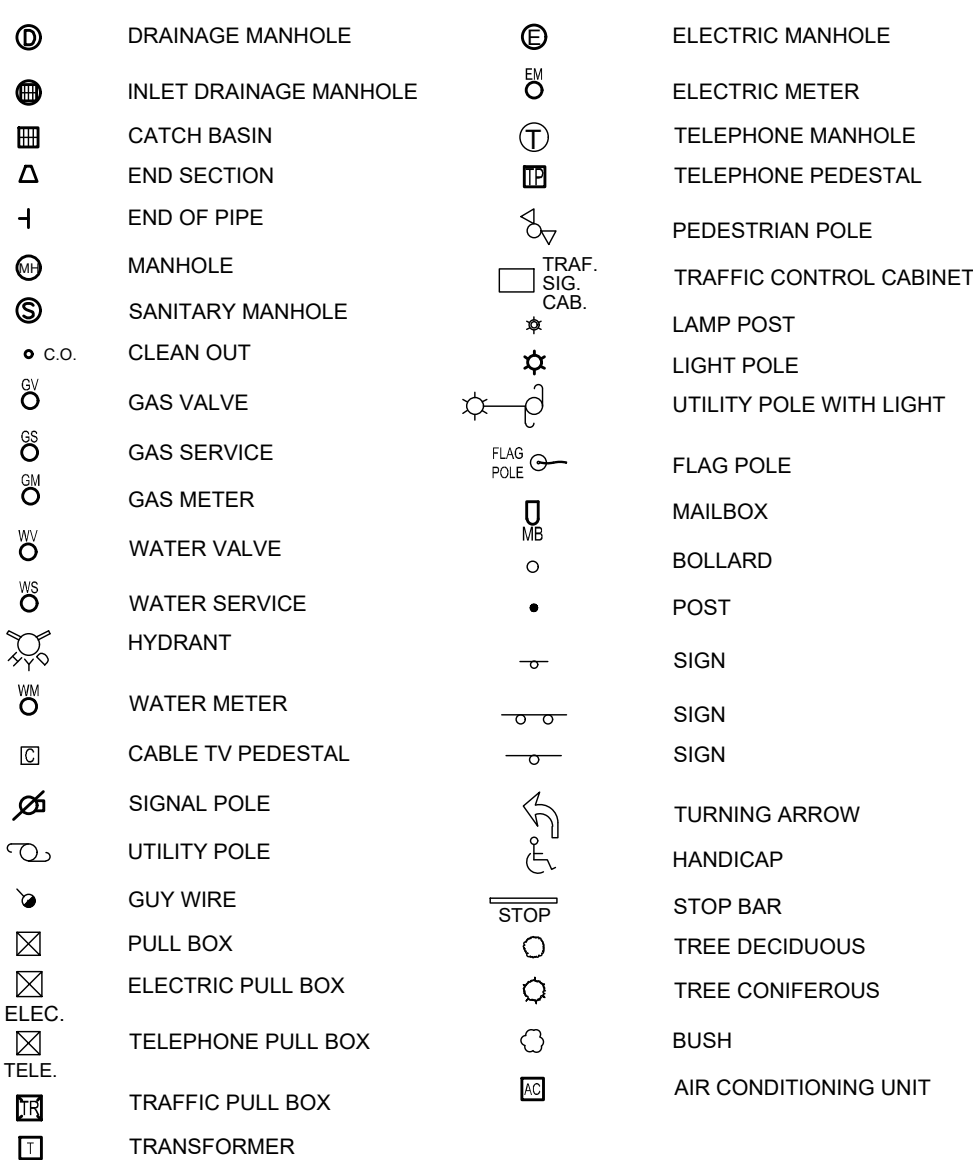 D DRAINAGE MANHOLE
INLET DRAINAGE MANHOLE
CATCH BASIN
END SECTION
END OF PIPE
MH MANHOLE
S SANITARY MANHOLE
C.O. CLEAN OUT
GV GAS VALVE
GS GAS SERVICE
GM GAS METER
WV WATER VALVE
WS WATER SERVICE
HYD HYDRANT
WM WATER METER
C CABLE TV PEDESTAL
SIGNAL POLE
UTILITY POLE
GUY WIRE
PULL BOX
ELECTRIC PULL BOX
ELEC.
TELEPHONE PULL BOX
TELE.
TR TRAFFIC PULL BOX
T TRANSFORMER
E ELECTRIC MANHOLE
EM ELECTRIC METER
T TELEPHONE MANHOLE
TP TELEPHONE PEDESTAL
PEDESTRIAN POLE
TRAF.
SIG.
CAB.
TRAFFIC CONTROL CABINET
LAMP POST
LIGHT POLE
UTILITY POLE WITH LIGHT
FLAG
POLE
FLAG POLE
MAILBOX
MB
BOLLARD
POST
SIGN
SIGN
SIGN
TURNING ARROW
HANDICAP
STOP BAR
STOP
TREE DECIDUOUS
TREE CONIFEROUS
BUSH
AC AIR CONDITIONING UNIT